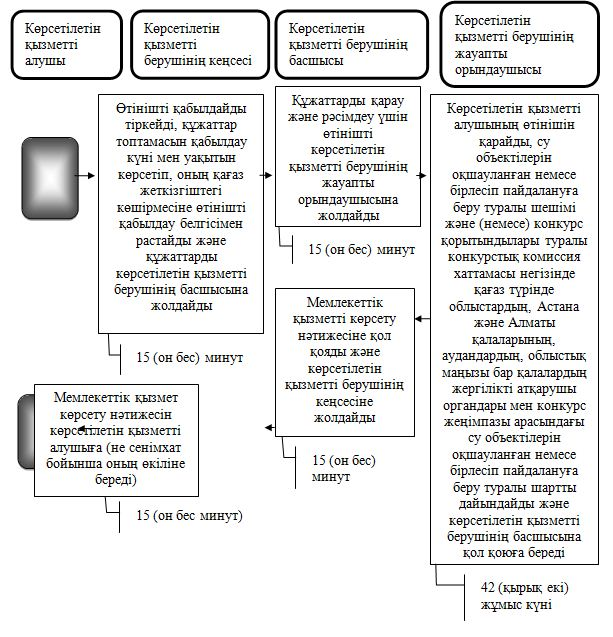 Көрсетілетін
қызметті
алушы
Көрсетілетін
қызметті
берушінің кеңсесі
Көрсетілетін
қызметті берушінің
басшысы
Көрсетілетін
қызметті берушінің
жауапты
орындаушысы
Өтінішті қабылдайды
тіркейді, құжаттар
топтамасын қабылдау
күні мен уақытын
көрсетіп, оның қағаз
жеткізгіштегі
көшірмесіне өтінішті
қабылдау белгісімен
растайды және
құжаттарды
көрсетілетін қызметті
берушінің басшысына
жолдайды
15 (он бес) минут
Құжаттарды қарау
және рәсімдеу үшін
өтінішті
көрсетілетін
қызметті берушінің
жауапты
орындаушысына
жолдайды
15 (он бес) минут
Көрсетілетін қызметті
алушының өтінішін
қарайды, су
объектілерін
оқшауланған немесе
бірлесіп пайдалануға
беру туралы шешімі
және (немесе) конкурс
қорытындылары туралы
конкурстық комиссия
хаттамасы негізінде
қағаз түрінде
облыстардың, Астана
және Алматы
қалаларының,
аудандардың, облыстық
маңызы бар қалалардың
жергілікті атқарушы
органдары мен конкурс
жеңімпазы арасындағы
су объектілерін
оқшауланған немесе
бірлесіп пайдалануға
беру туралы шартты
дайындайды және
көрсетілетін қызметті
берушінің басшысына
қол қоюға береді
42 (қырық екі)
жұмыс күні
Мемлекеттік
қызметті көрсету
нәтижесіне қол
қояды және
көрсетілетін
қызметті берушінің
кеңсесіне
жолдайды
15 (он бес)
минут
Мемлекеттік қызмет
көрсету нәтижесін
көрсетілетін қызметті
алушыға (не сенімхат
бойынша оның өкіліне
береді)
15 (он бес минут)